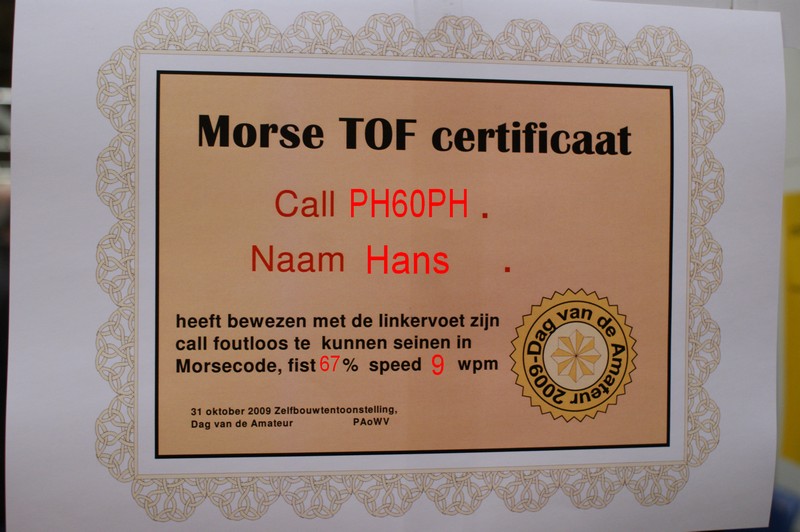 Morse TOF certificaat
Call PH60PH .
Naam Hans .
heeft bewezen met de linkervoet zijn
call foutloos te kunnen seinen in
Morsecode, fist 67% speed 9 wpm
2009-Dag van de Amateur
31 oktober 2009 Zelfbouwtentoonstelling,
Dag van de Amateur PAoWV